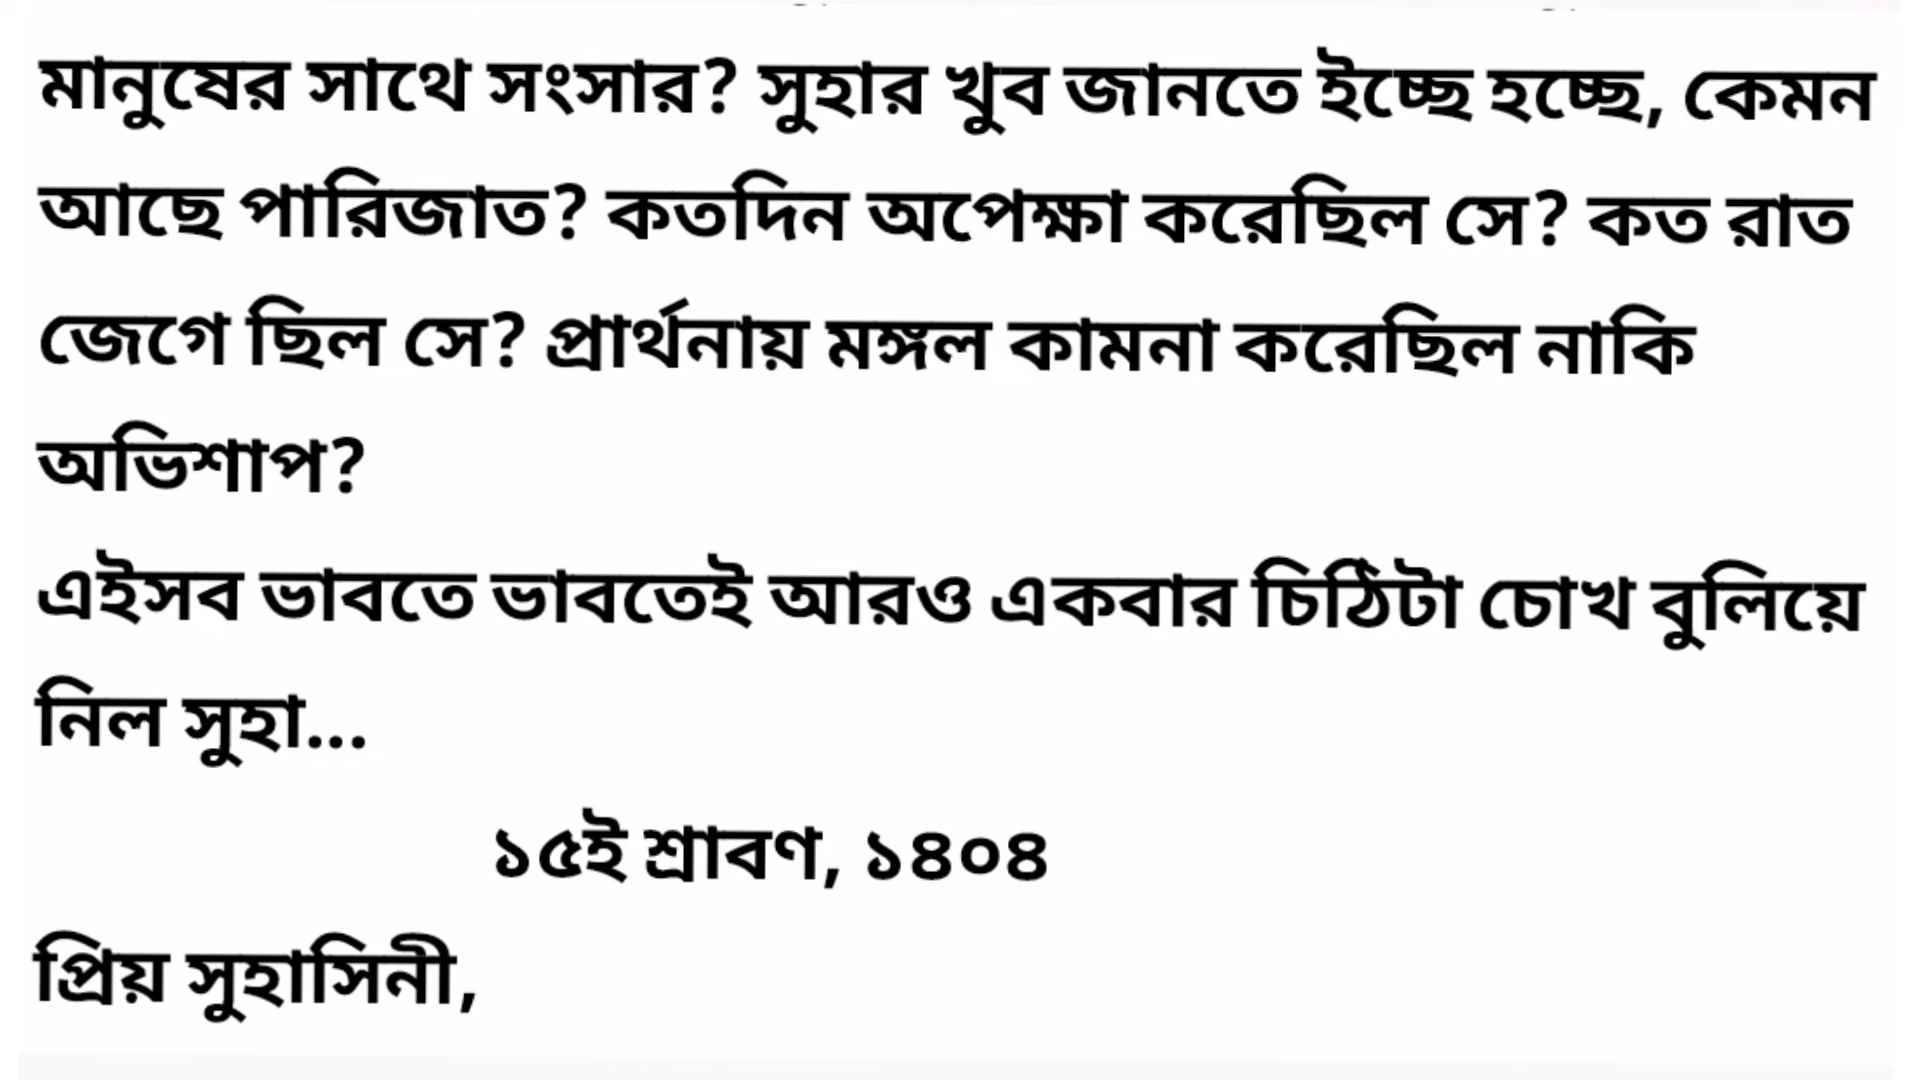 মানুষের সাথে সংসার? সুহার খুব জানতে ইচ্ছে হচ্ছে, কেমন
আছে পারিজাত? কতদিন অপেক্ষা করেছিল সে? কত রাত
জেগে ছিল সে? প্রার্থনায় মঙ্গল কামনা করেছিল নাকি
অভিশাপ?
এইসব ভাবতে ভাবতেই আরও একবার চিঠিটা চোখ বুলিয়ে
নিল সুহা...
১৫ই শ্রাবণ, ১৪০৪
প্রিয় সুহাসিনী,